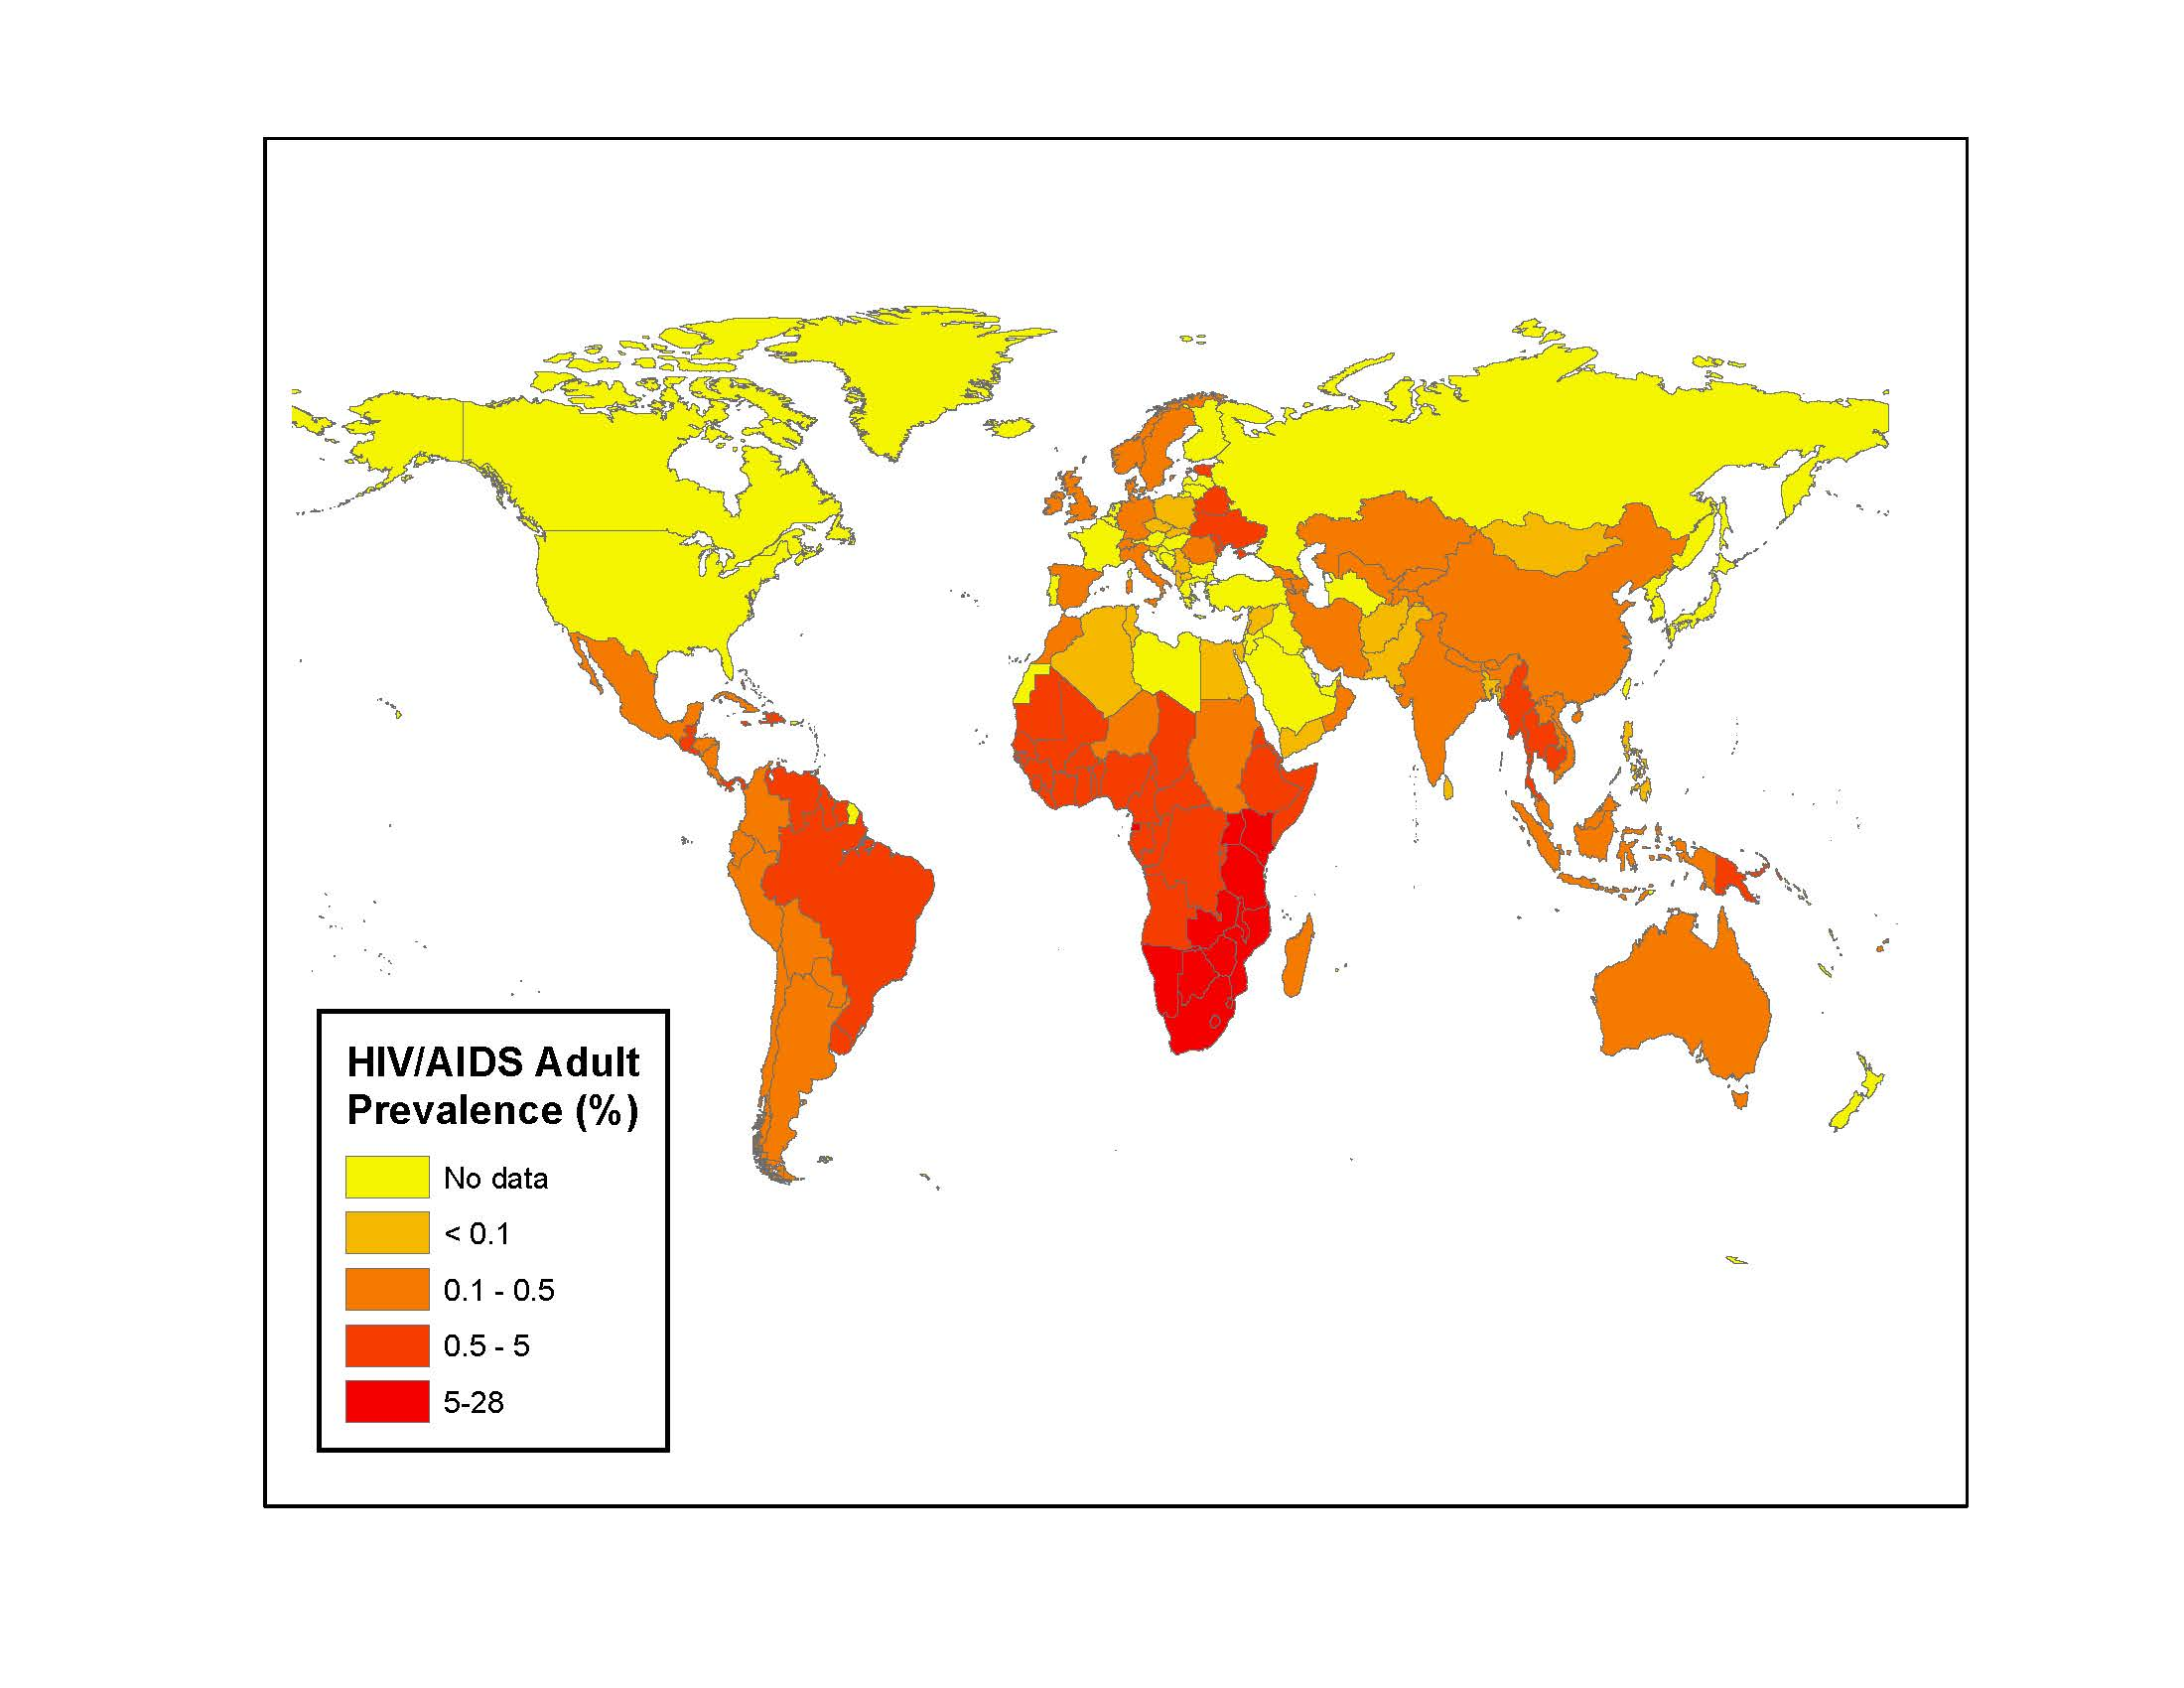 HIV/AIDS Adult
Prevalence (%)
No data
< 0.1
0.1 - 0.5
0.5 - 5
5-28